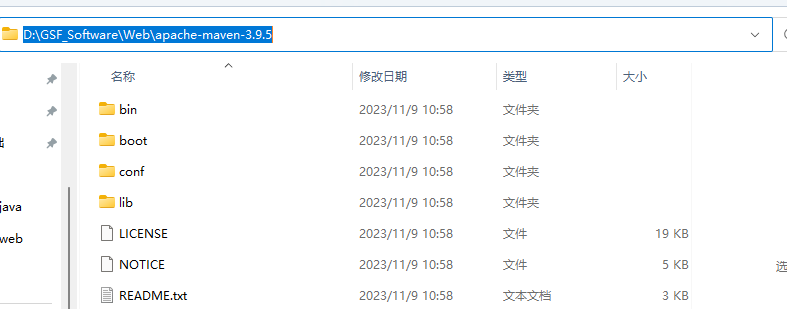 D:\GSF_Software\Web\apache-maven-3.9.5
名称 修改日期 类型 大小
bin 2023/11/9 10:58 文件夹
boot 2023/11/9 10:58 文件夹
conf 2023/11/9 10:58 文件夹
lib 2023/11/9 10:58 文件夹
java
LICENSE 2023/11/9 10:58 文件 19 KB
web
NOTICE 2023/11/9 10:58 文件 5 KB
选
README.txt 2023/11/9 10:58 文本文档 3 KB